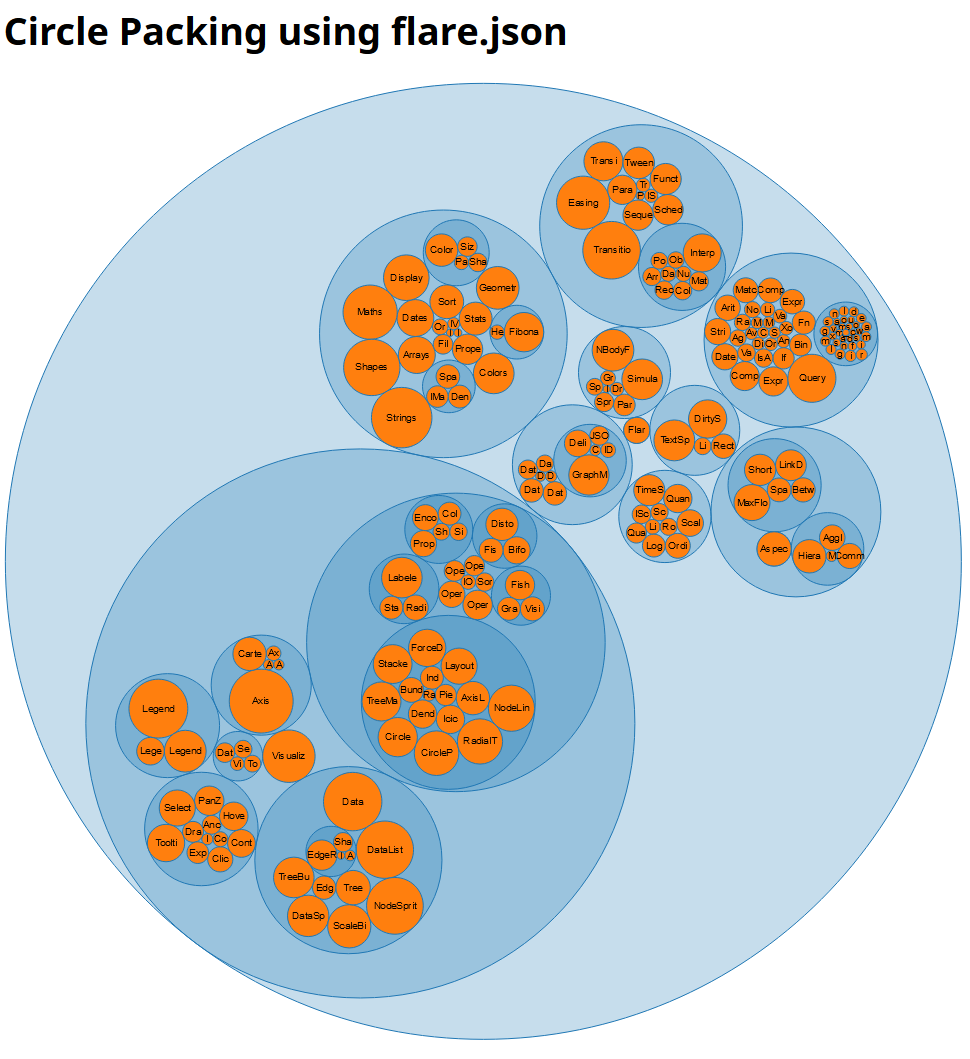 Circle Packing using flare.json
Transi
Tween
Funct
Para
Tr
P
IS
Easing
Seque
Sched
Transitio
Interp
Po
Ob
Arr
Da
Nu
Mat
Rec
Col
Color
Siz
Pa
Sha
Display
Geometr
Maths
Sort
Dates
Stats
Or
IV
I
I
He
Fibona
Fil
Prope
Arrays
Shapes
Colors
Spa
IMa
Den
Strings
Matc
Comp
Expr
Arit
No
Li
Va
Fn
Ra
M
M
Xo
Stri
Ag
Av
C
S
An
Bin
Di
Or
Date
Va
IsA
If
Comp
Expr
Query
NBodyF
Gr
Simula
Sp
I
Dr
Spr
Par
Flar
DirtyS
TextSp
Li
Rect
Deli
JSO
C
ID
GraphM
Da
Dat
D
D
Dat
Dat
TimeS
Quan
ISc
Sc
Scal
Qua
Li
Ro
Log
Ordi
Short
LinkD
MaxFlo
Spa
Betw
Aspec
Aggl
Hiera
M
Comm
Enco
Col
Sh
Si
Prop
Disto
Fis
Bifo
Labele
Sta
Radi
Ope
Ope
IO
Sor
Oper
Oper
Fish
Gra
Visi
ForceD
Stacke
Layout
Ind
Bund
Ra
Pie
AxisL
TreeMa
NodeLin
Dend
Icic
Circle
CircleP
RadialT
Carte
Ax
A
A
Axis
Legend
Lege
Legend
Dat
Se
Vi
To
Visualiz
Select
PanZ
Hove
Anc
Dra
I
Co
Cont
Toolti
Exp
Clic
Data
Sha
EdgeR
I
A
DataList
TreeBu
Edg
Tree
NodeSprit
DataSp
ScaleBi